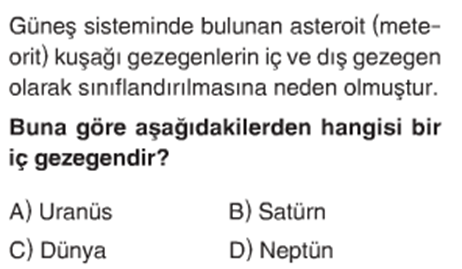 Güneş sisteminde bulunan asteroit (mete-
orit) kuşağı gezegenlerin iç ve dış gezegen
olarak sınıflandırılmasına neden olmuştur.
Buna göre aşağıdakilerden hangisi bir
iç gezegendir?
A) Uranüs B) Satürn
C) Dünya D) Neptün